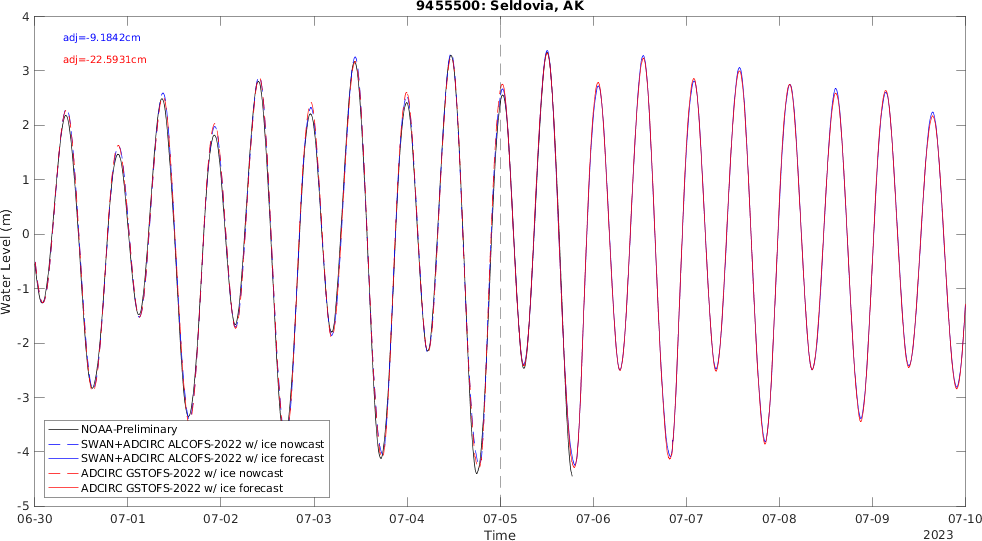 9455500: Seldovia, AK
adj=-9.1842cm
adj=-22.5931cm
Water Level (m)
4
3
2
1
0
-1
-2
-3
-4
-5
NOAA-Preliminary
SWAN+ADCIRC ALCOFS-2022 w/ ice nowcast
SWAN+ADCIRC ALCOFS-2022 w/ ice forecast
ADCIRC GSTOFS-2022 w/ ice nowcast
ADCIRC GSTOFS-2022 w/ ice forecast
06-30 07-01 07-02 07-03 07-04 07-05 07-06 07-07 07-08 07-09 07-10
Time
2023